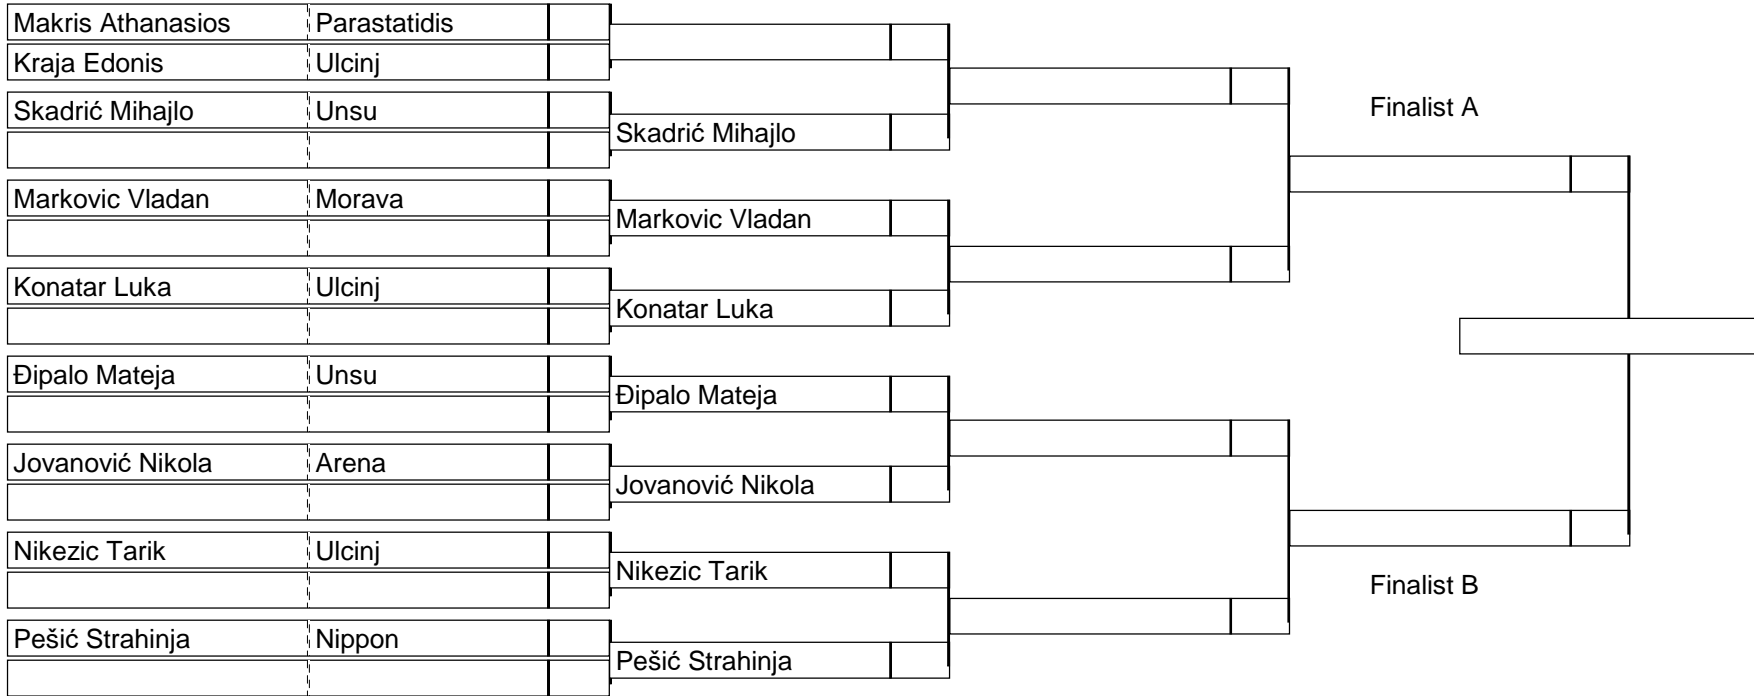 Makris Athanasios Parastatidis
Kraja Edonis Ulcinj
Skadrić Mihajlo Unsu
Skadrić Mihajlo
Markovic Vladan Morava
Markovic Vladan
Konatar Luka Ulcinj
Konatar Luka
Đipalo Mateja Unsu
Đipalo Mateja
Jovanović Nikola Arena
Jovanović Nikola
Nikezic Tarik Ulcinj
Nikezic Tarik
Pešić Strahinja Nippon
Pešić Strahinja
Finalist A
Finalist B